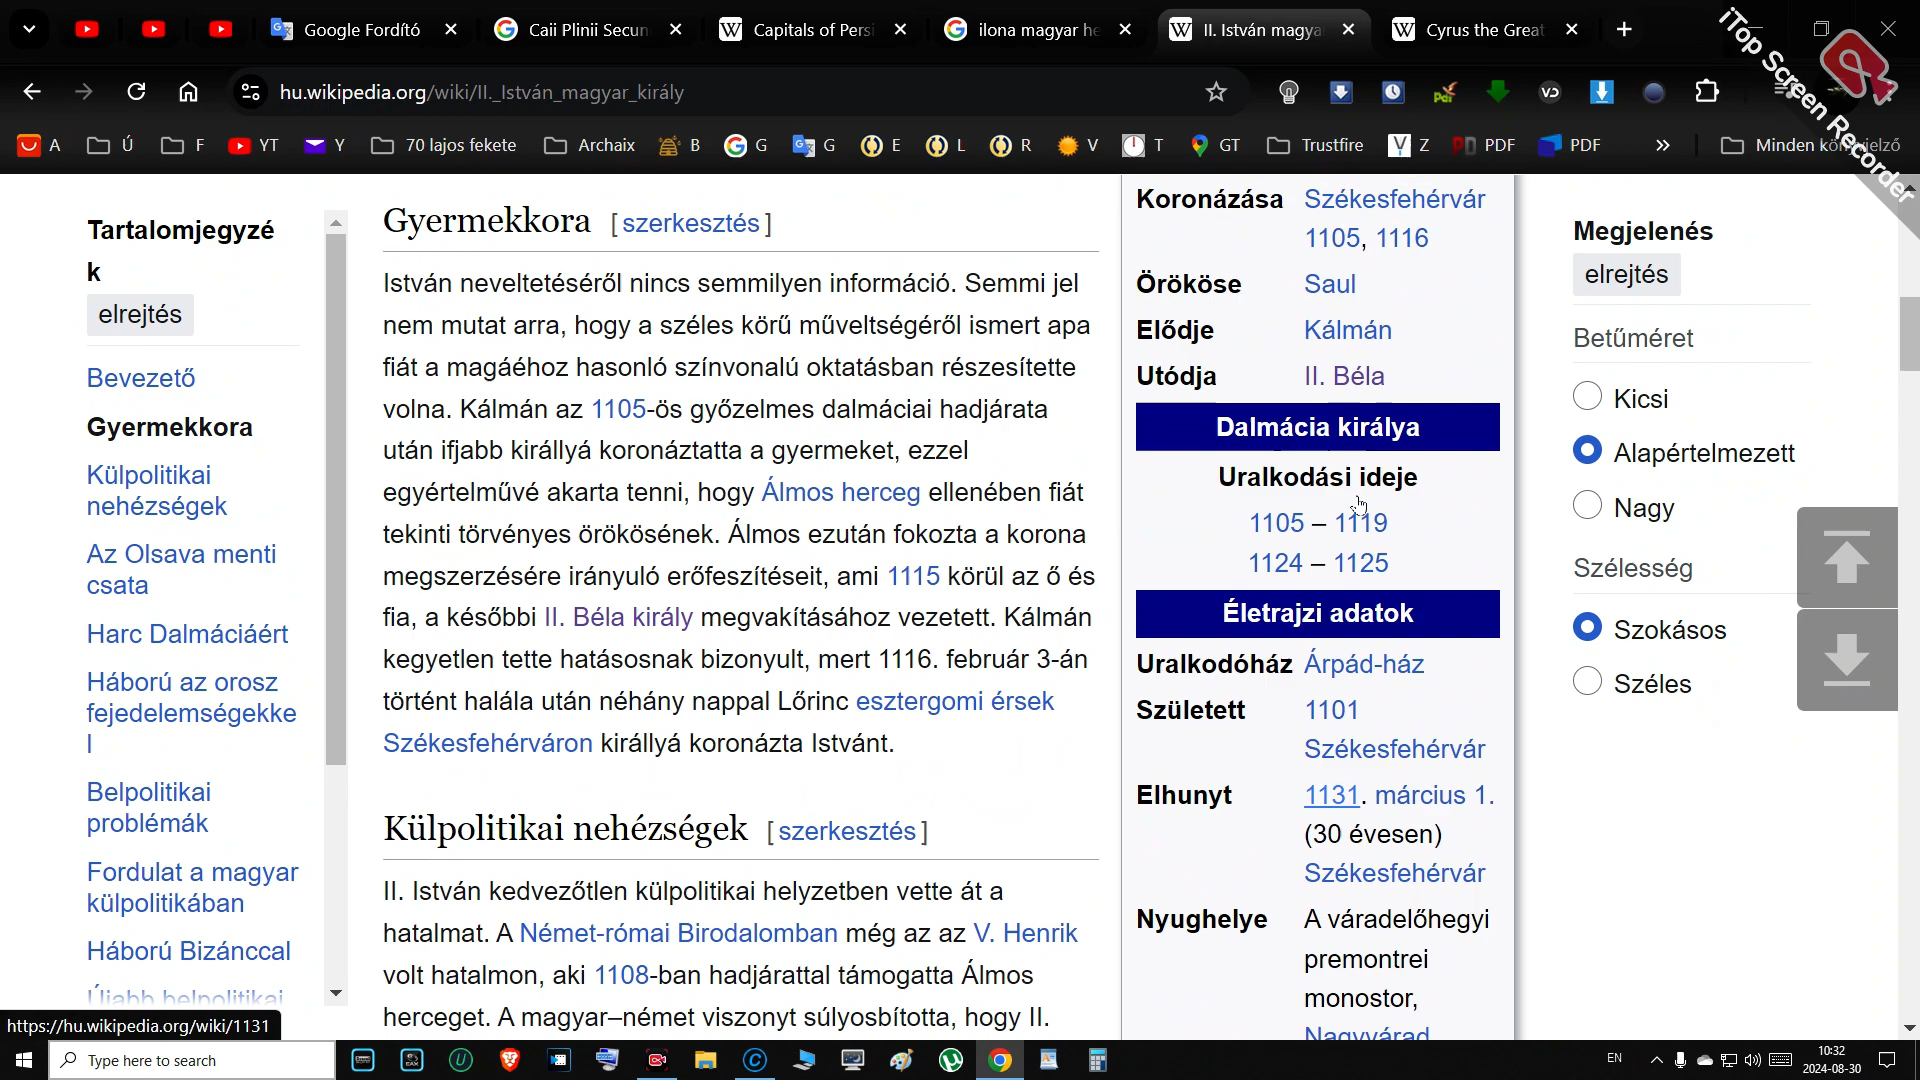 Google Fordító
Caii Plinii Secun
Capitals of Persi
ilona magyar he
II. István magya
Cyrus the Great
iTop Screen Recorder
hu.wikipedia.org/wiki/II._István_magyar_király
A
Ú
F
YT
Y
70 lajos fekete
Archaix
B
G
G
E
L
R
V
T
GT
Trustfire
Z
PDF
PDF
»
Tartalomjegyzé
k
elrejtés
Bevezető
Gyermekkora
Külpolitikai
nehézségek
Az Olsava menti
csata
Harc Dalmáciáért
Háború az orosz
fejedelemségekke
l
Belpolitikai
problémák
Fordulat a magyar
külpolitikában
Háború Bizánccal
Újabb belpolitikai
Gyermekkora [ szerkesztés ]
István neveltetéséről nincs semmilyen információ. Semmi jel
nem mutat arra, hogy a széles körű műveltségéről ismert apa
fiát a magáéhoz hasonló színvonalú oktatásban részesítette
volna. Kálmán az 1105-ös győzelmes dalmáciai hadjárata
után ifjabb királlyá koronáztatta a gyermeket, ezzel
egyértelművé akarta tenni, hogy Álmos herceg ellenében fiát
tekinti törvényes örökösének. Álmos ezután fokozta a korona
megszerzésére irányuló erőfeszítéseit, ami 1115 körül az ő és
fia, a későbbi II. Béla király megvakításához vezetett. Kálmán
kegyetlen tette hatásosnak bizonyult, mert 1116. február 3-án
történt halála után néhány nappal Lőrinc esztergomi érsek
Székesfehérváron királlyá koronázta Istvánt.
Külpolitikai nehézségek [ szerkesztés ]
II. István kedvezőtlen külpolitikai helyzetben vette át a
hatalmat. A Német-római Birodalomban még az az V. Henrik
volt hatalmon, aki 1108-ban hadjárattal támogatta Álmos
herceget. A magyar–német viszonyt súlyosbította, hogy II.
Koronázása Székesfehérvár
1105, 1116
Örököse Saul
Elődje Kálmán
Utódja II. Béla
Dalmácia királya
Uralkodási ideje
1105 – 1119
1124 – 1125
Életrajzi adatok
Uralkodóház Árpád-ház
Született 1101
Székesfehérvár
Elhunyt 1131. március 1.
(30 évesen)
Székesfehérvár
Nyughelye A váradelőhegyi
premontrei
monostor,
Nagyvárad
Megjelenés
elrejtés
Betűméret
Kicsi
Alapértelmezett
Nagy
Szélesség
Szokásos
Széles
https://hu.wikipedia.org/wiki/1131
Type here to search
EN
10:32
2024-08-30